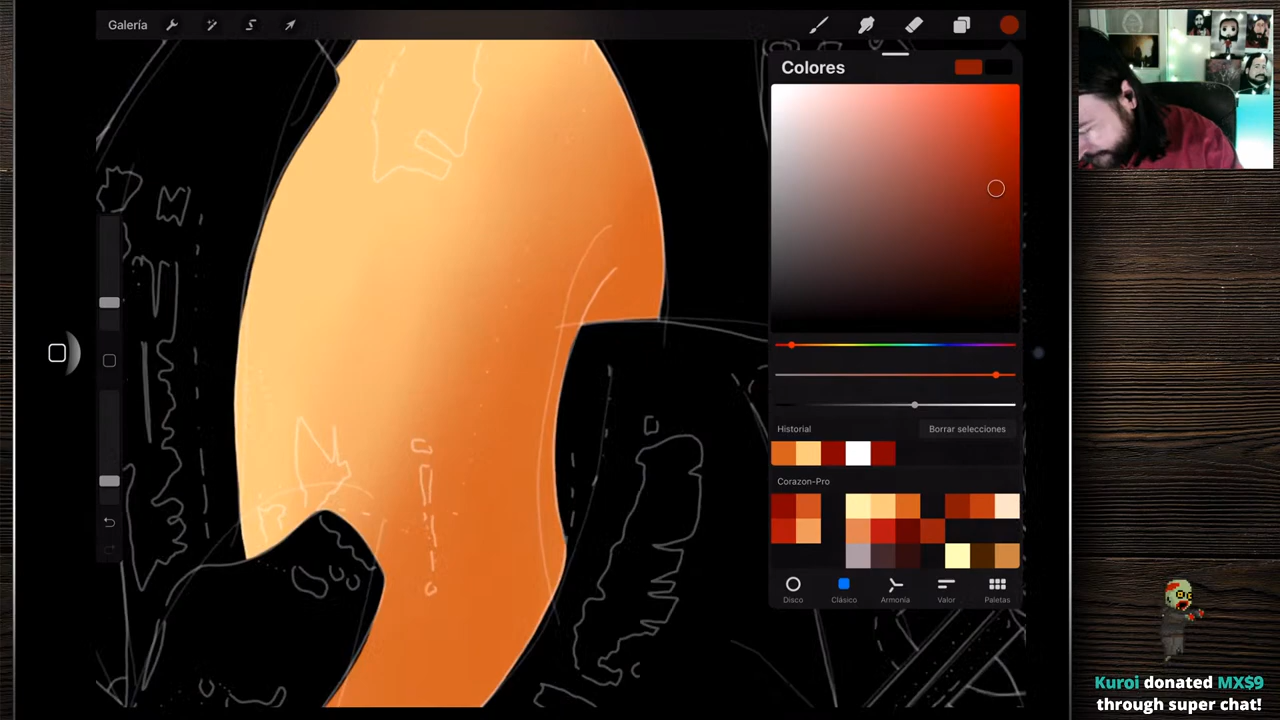 Galería
Colores
Historial
Borrar selecciones
Corazon-Pro
Disco
Clásico
Armonía
Valor
Paletas
Kuroi donated MX$9
through super chat!